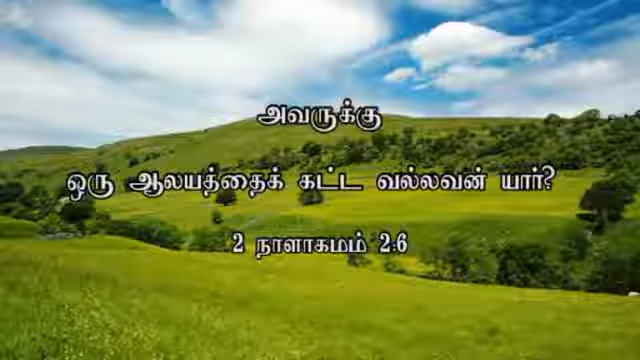 அவருக்கு
ஒரு ஆலயத்தைக் கட்ட வல்லவன் யார்?
2 நாளாகமம் 2:6